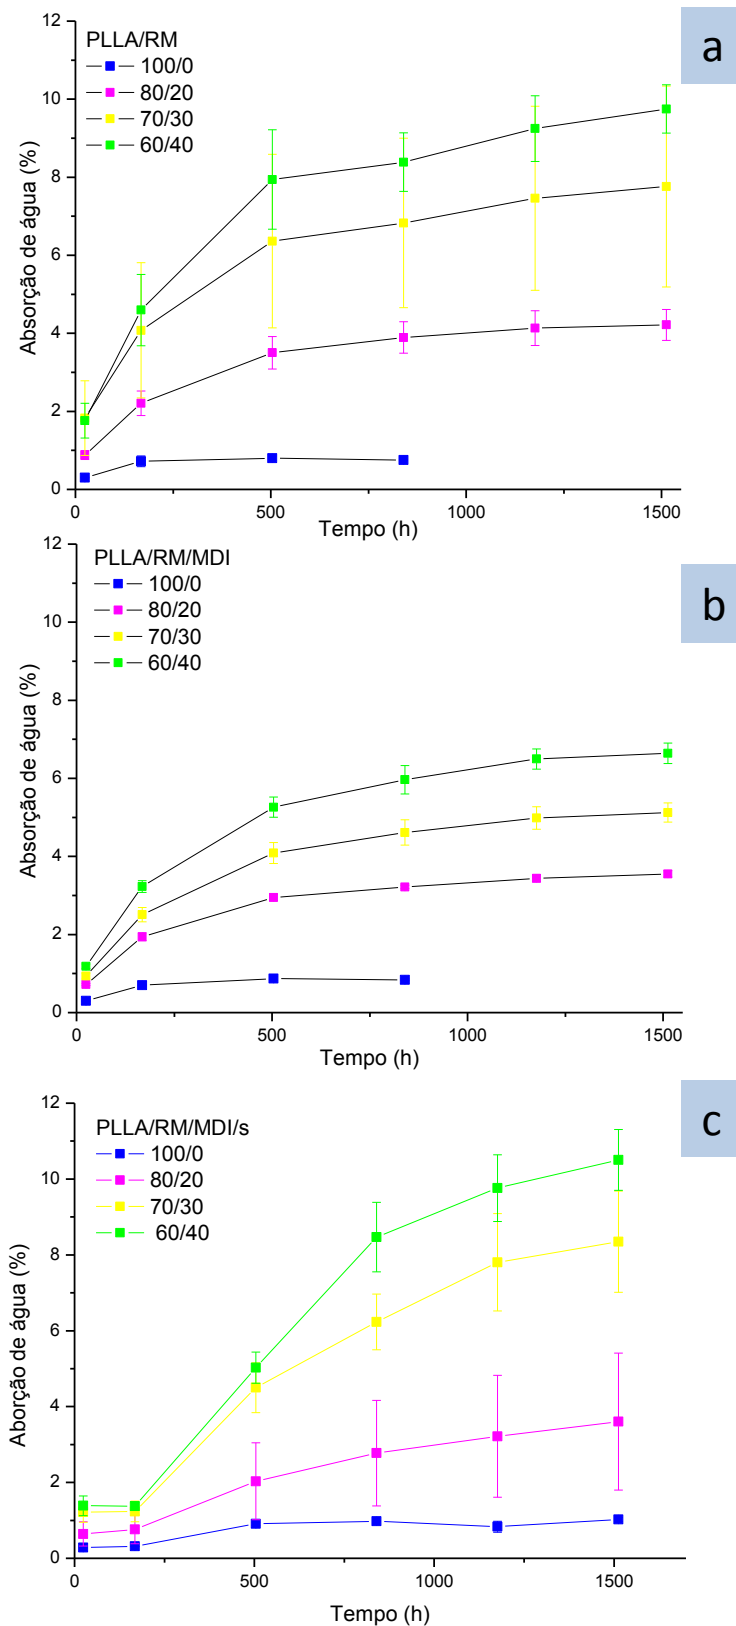 a
PLLA/RM
100/0
80/20
70/30
60/40
Absorção de água (%)
12
10
8
6
4
2
0
0 500 1000 1500
Tempo (h)
b
PLLA/RM/MDI
100/0
80/20
70/30
60/40
Absorção de água (%)
12
10
8
6
4
2
0
0 500 1000 1500
Tempo (h)
c
PLLA/RM/MDI/s
100/0
80/20
70/30
60/40
Aborção de água (%)
12
10
8
6
4
2
0
0 500 1000 1500
Tempo (h)